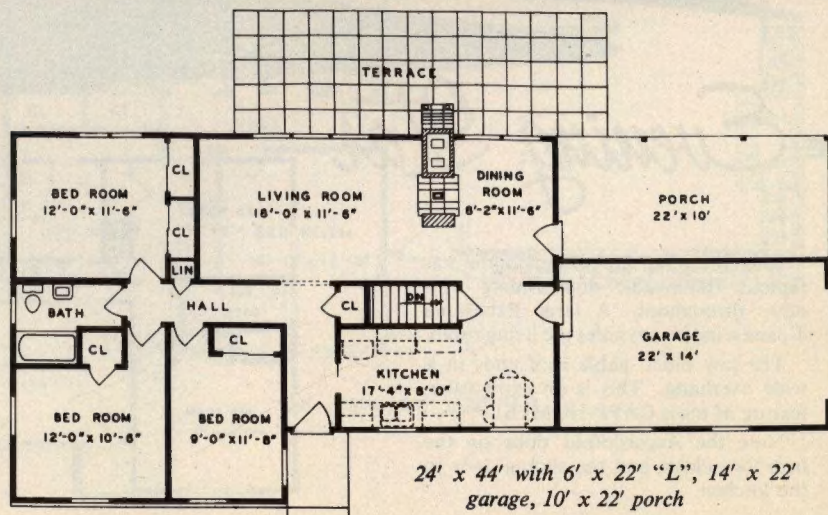 TERRACE
BED ROOM
12'-0" x 11'-6"
CL
CL
LIVING ROOM
18'-0" x 11'-6"
DINING
ROOM
8'-2" x 11'-6"
PORCH
22' x 10'
LIN
BATH
HALL
CL
DN
CL
CL
KITCHEN
17'-4" x 8'-0"
GARAGE
22' x 14'
BED ROOM
12'-0" x 10'-6"
BED ROOM
9'-0" x 11'-8"
24' x 44' with 6' x 22' "L", 14' x 22'
garage, 10' x 22' porch